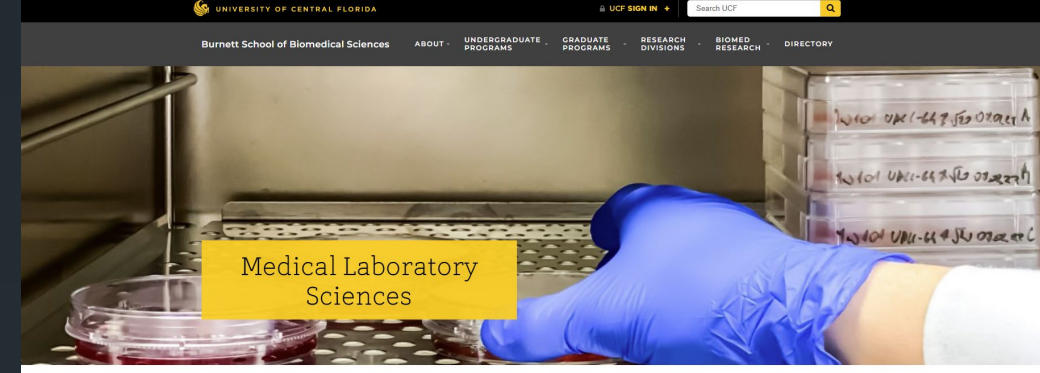 UNIVERSITY OF CENTRAL FLORIDA
UCF SIGN IN +
Search UCF
Burnett School of Biomedical Sciences
ABOUT
UNDERGRADUATE
PROGRAMS
GRADUATE
PROGRAMS
RESEARCH
DIVISIONS
BIOMED
RESEARCH
DIRECTORY
Medical Laboratory
Sciences